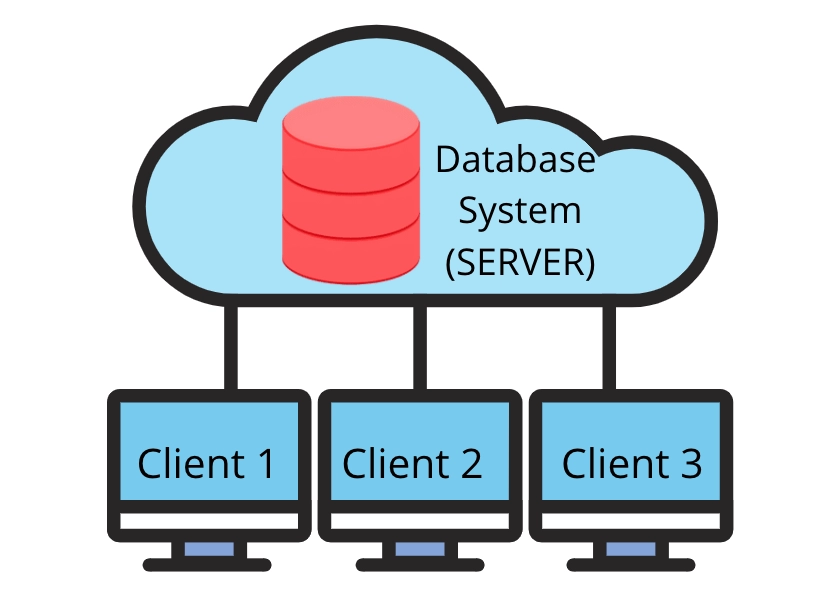 Database
System
(SERVER)
Client 1
Client 2
Client 3